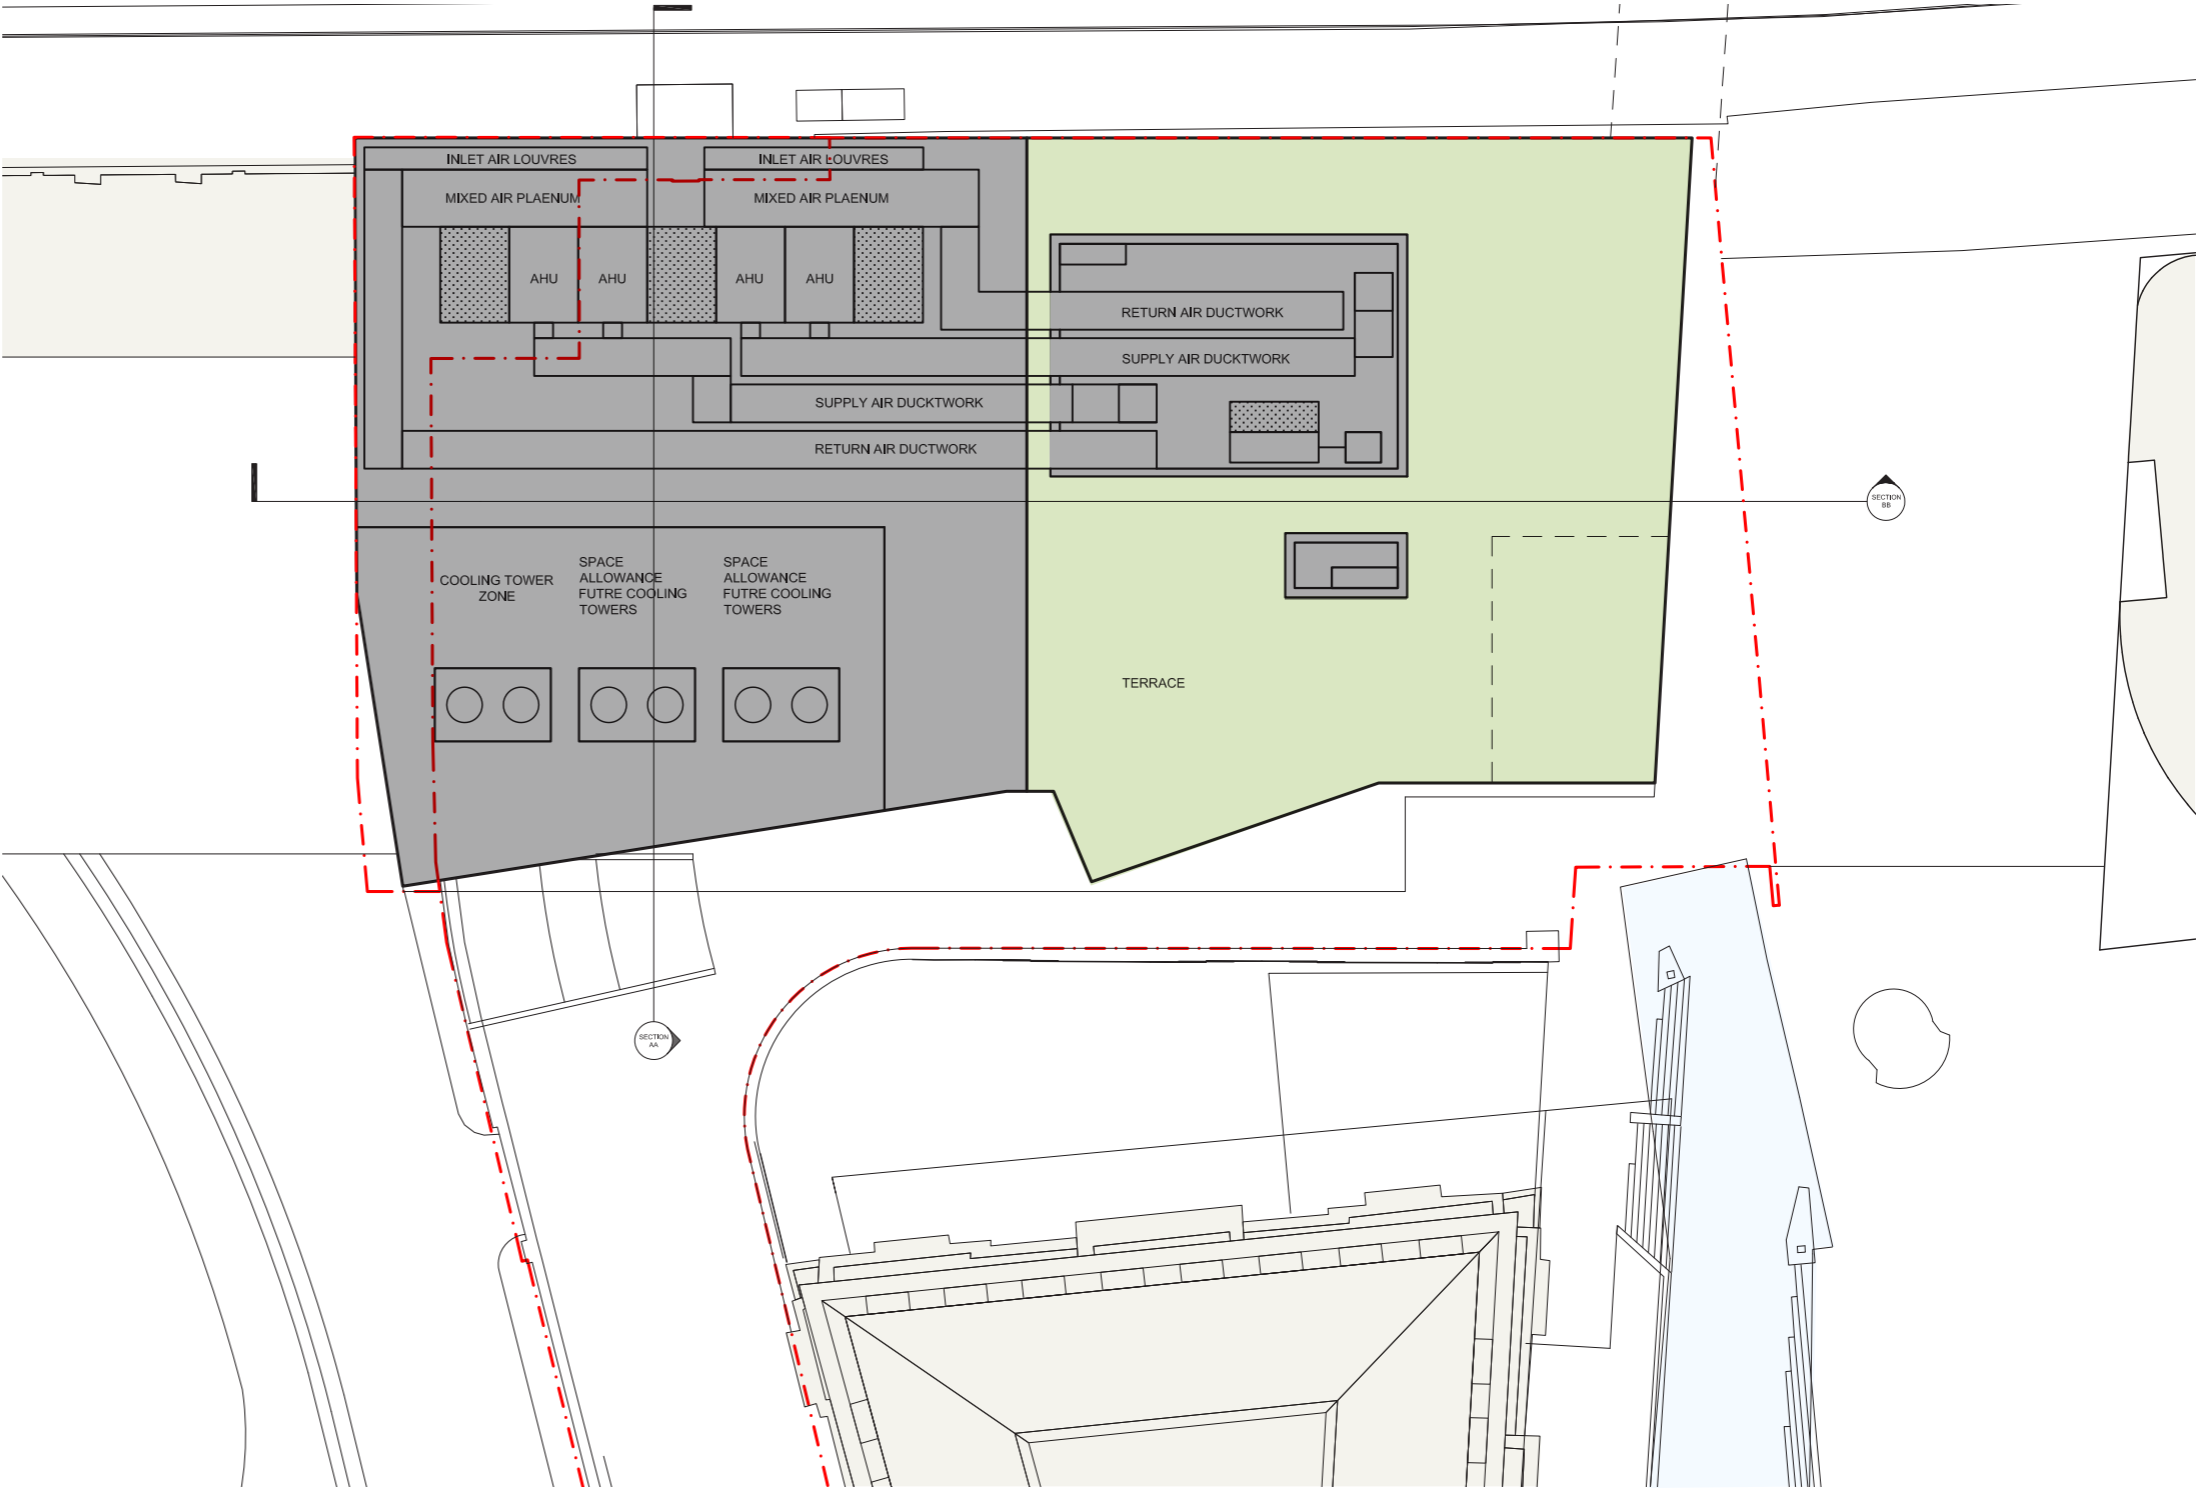 INLET AIR LOUVRES
INLET AIR LOUVRES
MIXED AIR PLAENUM
MIXED AIR PLAENUM
AHU
AHU
AHU
AHU
RETURN AIR DUCTWORK
SUPPLY AIR DUCKTWORK
SUPPLY AIR DUCKTWORK
RETURN AIR DUCTWORK
SECTION
BB
COOLING TOWER
ZONE
SPACE
ALLOWANCE
FUTRE COOLING
TOWERS
SPACE
ALLOWANCE
FUTRE COOLING
TOWERS
TERRACE
SECTION
AA